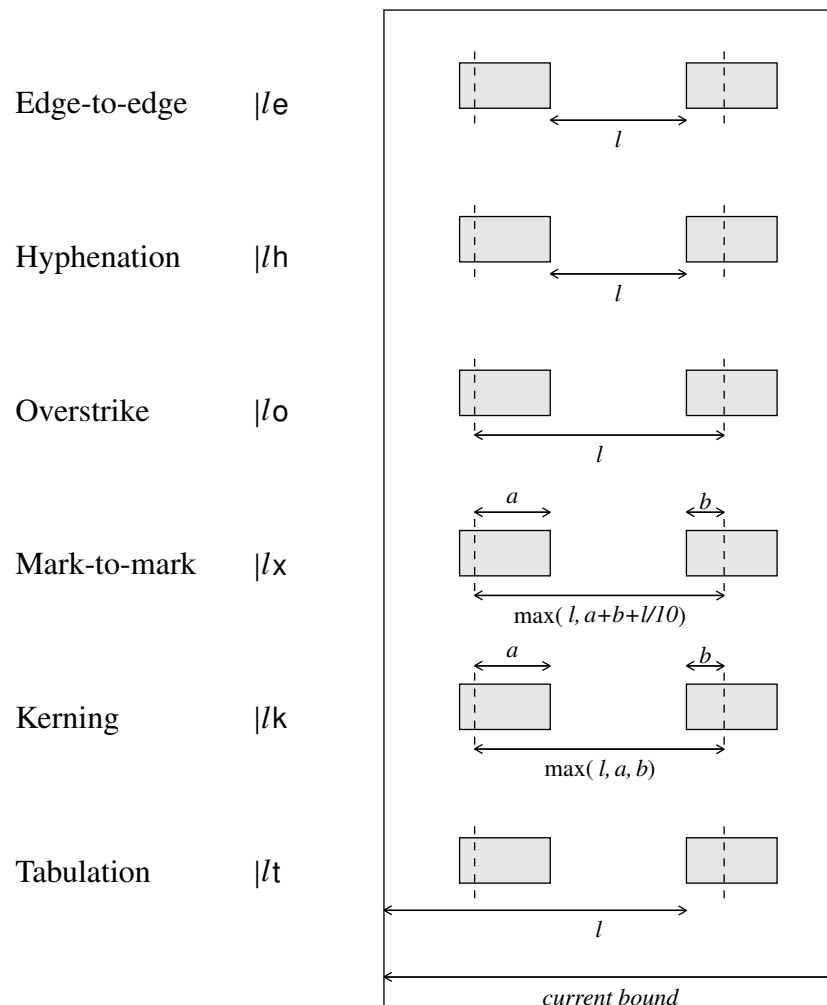 Edge-to-edge |le
l
Hyphenation |lh
l
Overstrike |lo
l
a b
Mark-to-mark |lx
max( l, a+b+l/10)
a b
Kerning |lk
max( l, a, b)
Tabulation |lt
l
current bound